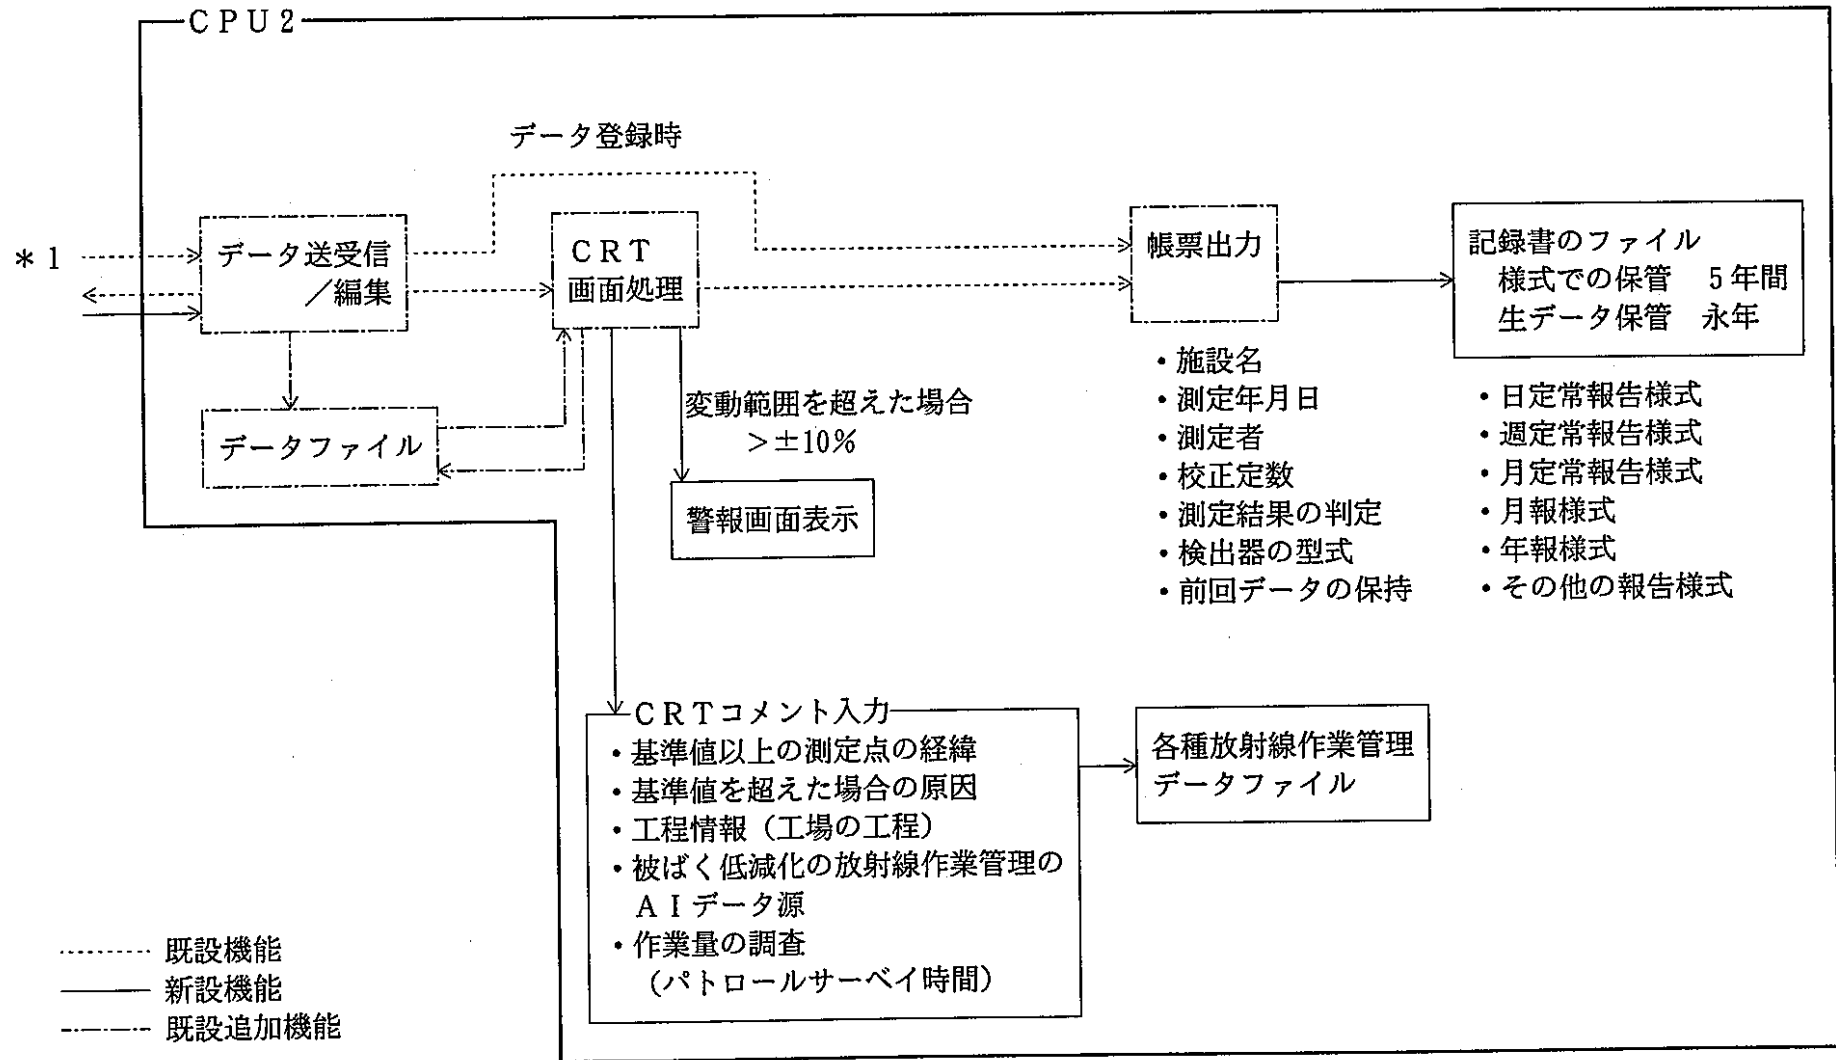 CPU2
データ登録時
*1
データ送受信
／編集
CRT
画面処理
帳票出力
記録書のファイル
様式での保管　5年間
生データ保管　永年
・施設名
・測定年月日
・測定者
・校正定数
・測定結果の判定
・検出器の型式
・前回データの保持
・日定常報告様式
・週定常報告様式
・月定常報告様式
・月報様式
・年報様式
・その他の報告様式
データファイル
変動範囲を超えた場合
＞±10％
警報画面表示
CRTコメント入力
・基準値以上の測定点の経緯
・基準値を超えた場合の原因
・工程情報（工場の工程）
・被ばく低減化の放射線作業管理の
AIデータ源
・作業量の調査
（パトロールサーベイ時間）
各種放射線作業管理
データファイル
既設機能
新設機能
既設追加機能